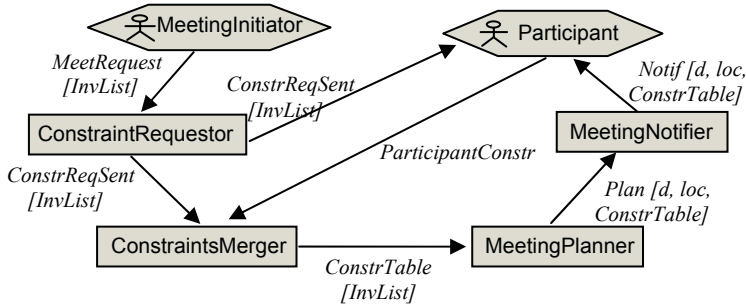 MeetingInitiator
Participant
MeetRequest
[InvList]
ConstrReqSent
[InvList]
Notif [d, loc,
ConstrTable]
ConstraintRequestor
MeetingNotifier
ParticipantConstr
ConstrReqSent
[InvList]
Plan [d, loc,
ConstrTable]
ConstraintsMerger
MeetingPlanner
ConstrTable
[InvList]